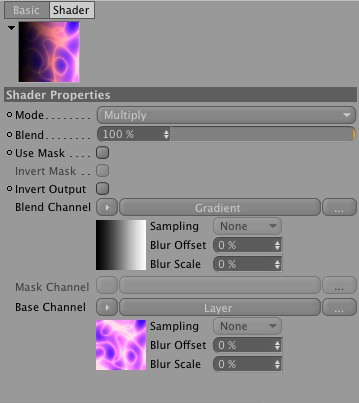 Basic Shader
Shader Properties
Mode........ Multiply
Blend....... 100 %
Use Mask ...
Invert Mask ..
Invert Output
Blend Channel Gradient ...
Sampling None
Blur Offset 0 %
Blur Scale 0 %
Mask Channel ...
Base Channel Layer ...
Sampling None
Blur Offset 0 %
Blur Scale 0 %